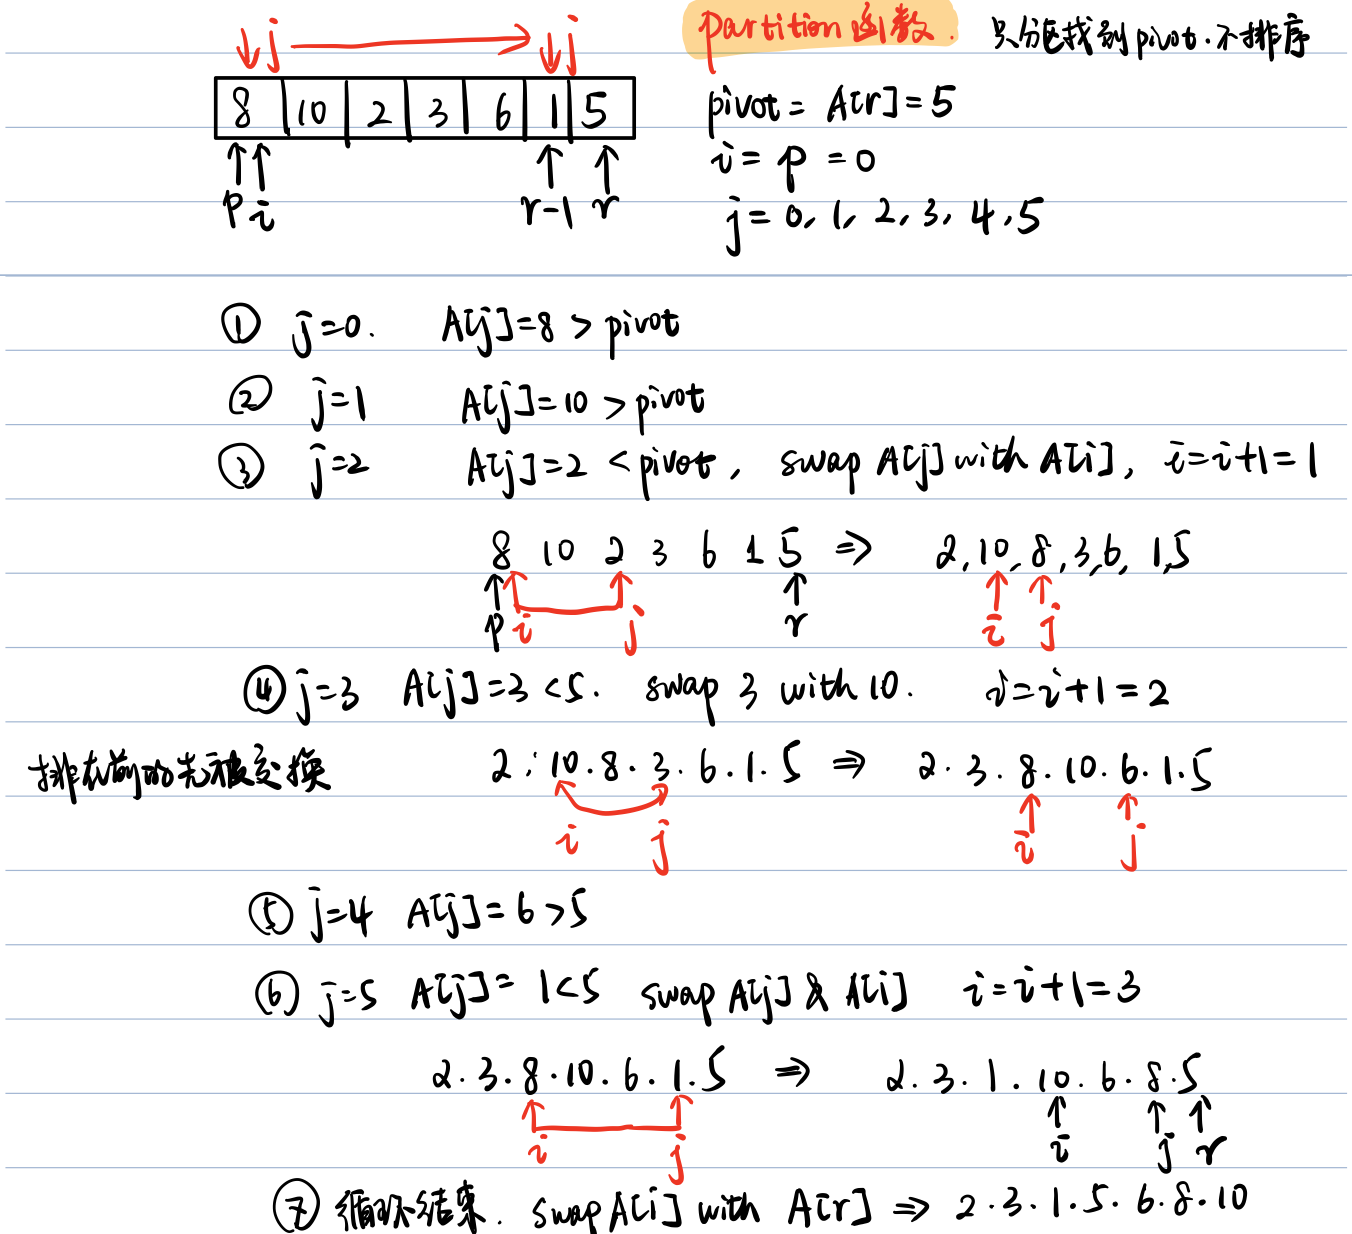 partition 函数. 只分区找到pivot.不排序
j j
8 10 2 3 6 1 5
p i r-1 r
pivot = A[r] = 5
i = p = 0
j = 0, 1, 2, 3, 4, 5
① j=0. A[j]=8 > pivot
② j=1 A[j]=10 > pivot
③ j=2 A[j]=2 < pivot, swap A[j] with A[i], i=i+1=1
8 10 2 3 6 1 5 ⇒ 2,10,8,3,6,1,5
p i j r i j
④ j=3 A[j]=3 <5. swap 3 with 10. i=i+1=2
排在前的先被交换 2.10.8.3.6.1.5 ⇒ 2.3.8.10.6.1.5
i j i j
⑤ j=4 A[j]=6 >5
⑥ j=5 A[j]=1<5 swap A[j] & A[i] i=i+1=3
2.3.8.10.6.1.5 ⇒ 2.3.1.10.6.8.5
i j i j r
⑦ 循环结束. swap A[i] with A[r] ⇒ 2.3.1.5.6.8.10